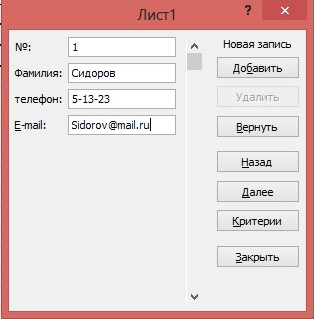 Лист1
?
×
№: 1
Фамилия: Сидоров
телефон: 5-13-23
E-mail: Sidorov@mail.ru
Новая запись
Добавить
Удалить
Вернуть
Назад
Далее
Критерии
Закрыть